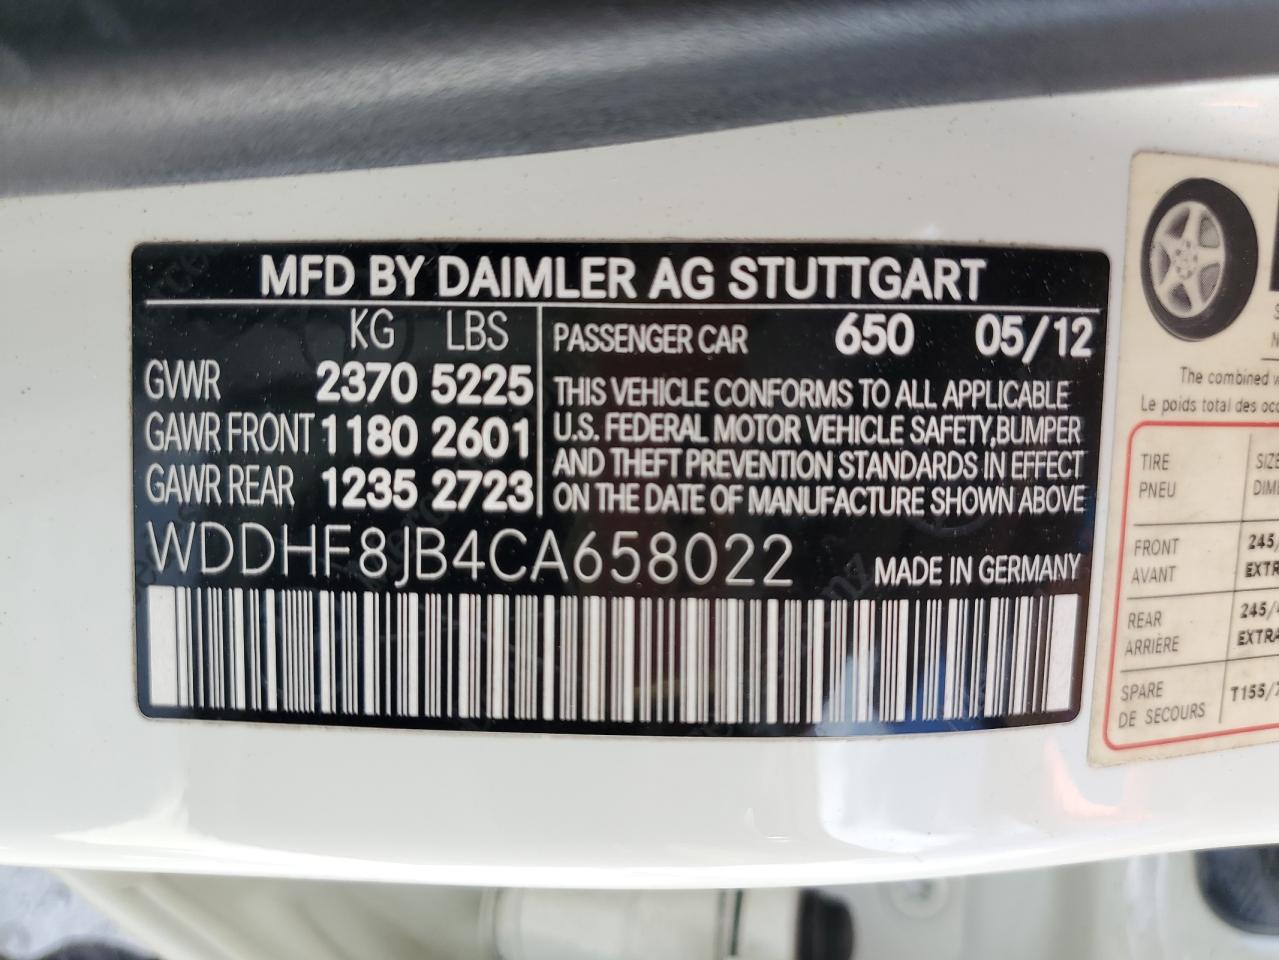 MFD BY DAIMLER AG STUTTGART
KG LBS
GVWR 2370 5225
GAWR FRONT 1180 2601
GAWR REAR 1235 2723
PASSENGER CAR 650 05/12
THIS VEHICLE CONFORMS TO ALL APPLICABLE
U.S. FEDERAL MOTOR VEHICLE SAFETY, BUMPER
AND THEFT PREVENTION STANDARDS IN EFFECT
ON THE DATE OF MANUFACTURE SHOWN ABOVE
WDDHF8JB4CA658022
MADE IN GERMANY
The combined
Le poids total des
TIRE
PNEU
FRONT 245/
AVANT
REAR 245/
ARRIÈRE
SPARE T155/
DE SECOURS